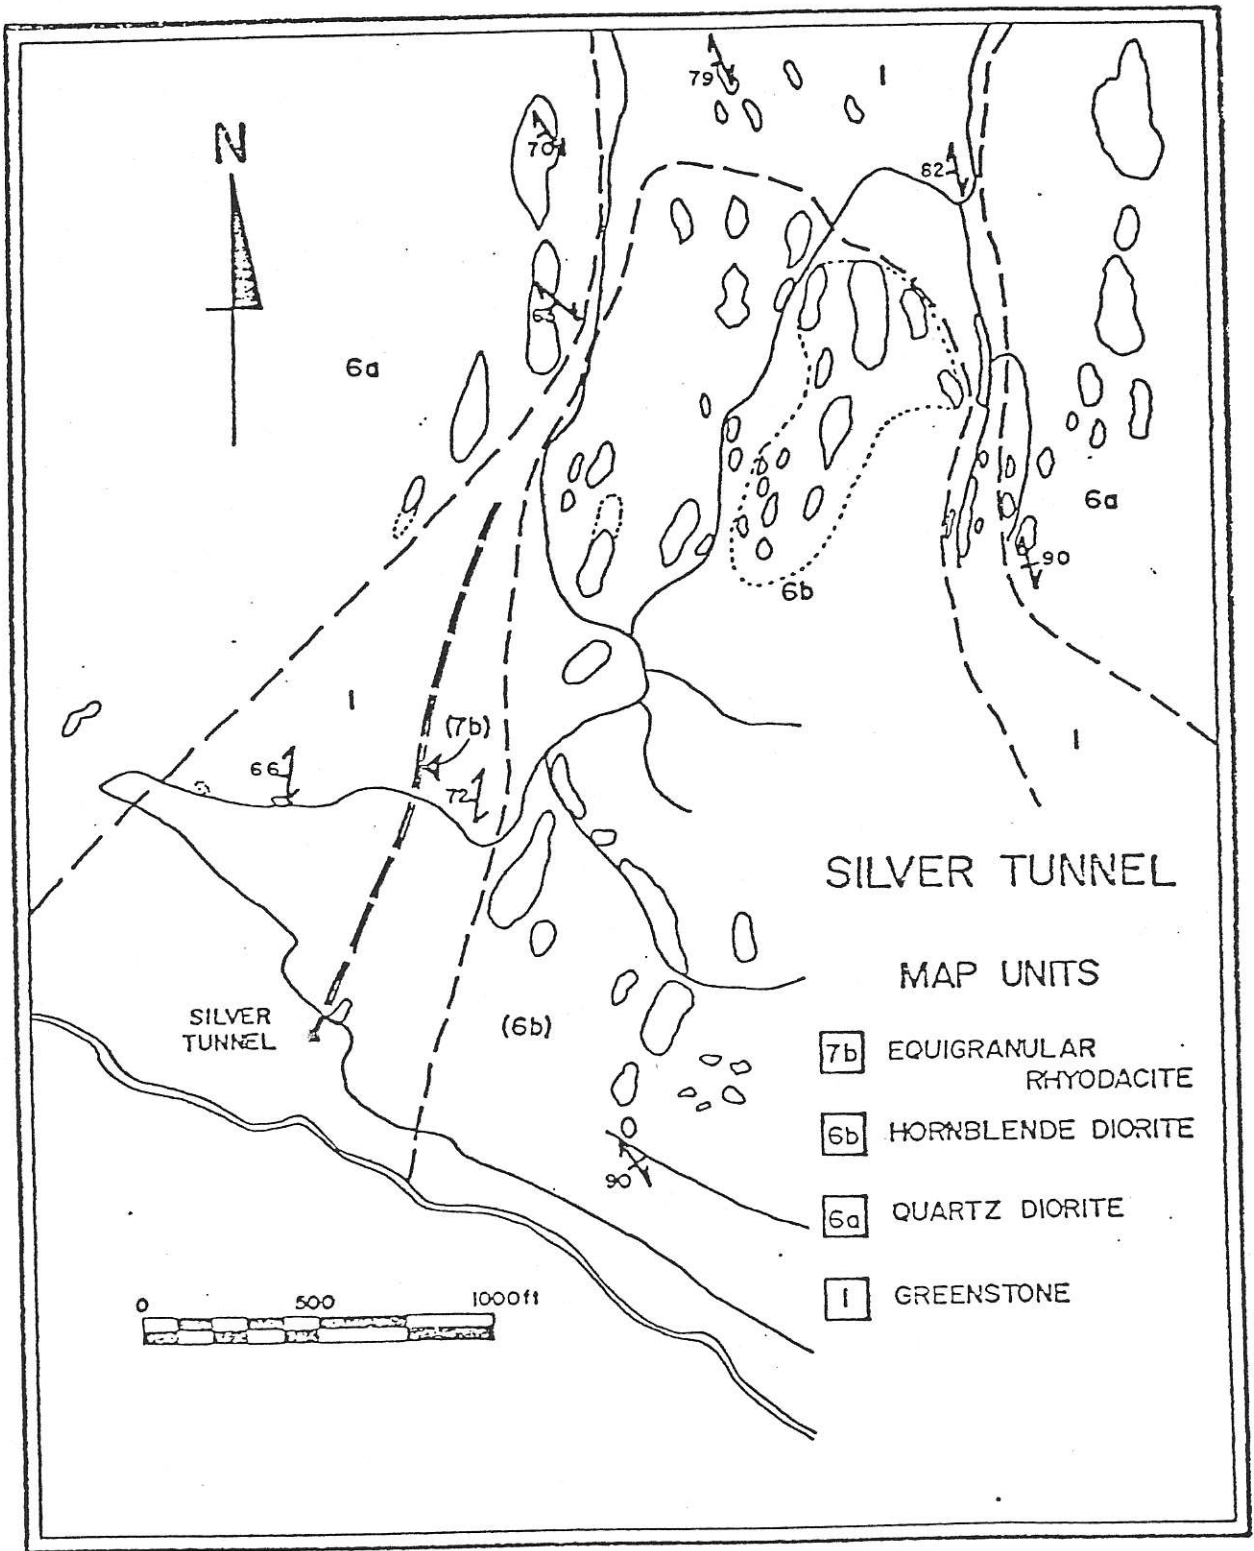 79
1
N
70
82
63
6a
6a
90
6b
1
(7b)
1
66
72
SILVER TUNNEL
MAP UNITS
SILVER
TUNNEL
(6b)
7b EQUIGRANULAR
RHYODACITE
6b HORNBLENDE DIORITE
90
6a QUARTZ DIORITE
0 500 1000ft
1 GREENSTONE